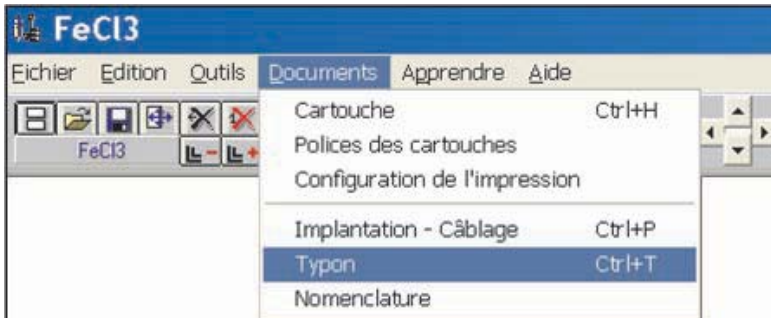 FeCl3
Fichier Edition Outils Documents Apprendre Aide
FeCl3
Cartouche Ctrl+H
Polices des cartouches
Configuration de l'impression
Implantation - Câblage Ctrl+P
Typon Ctrl+T
Nomenclature